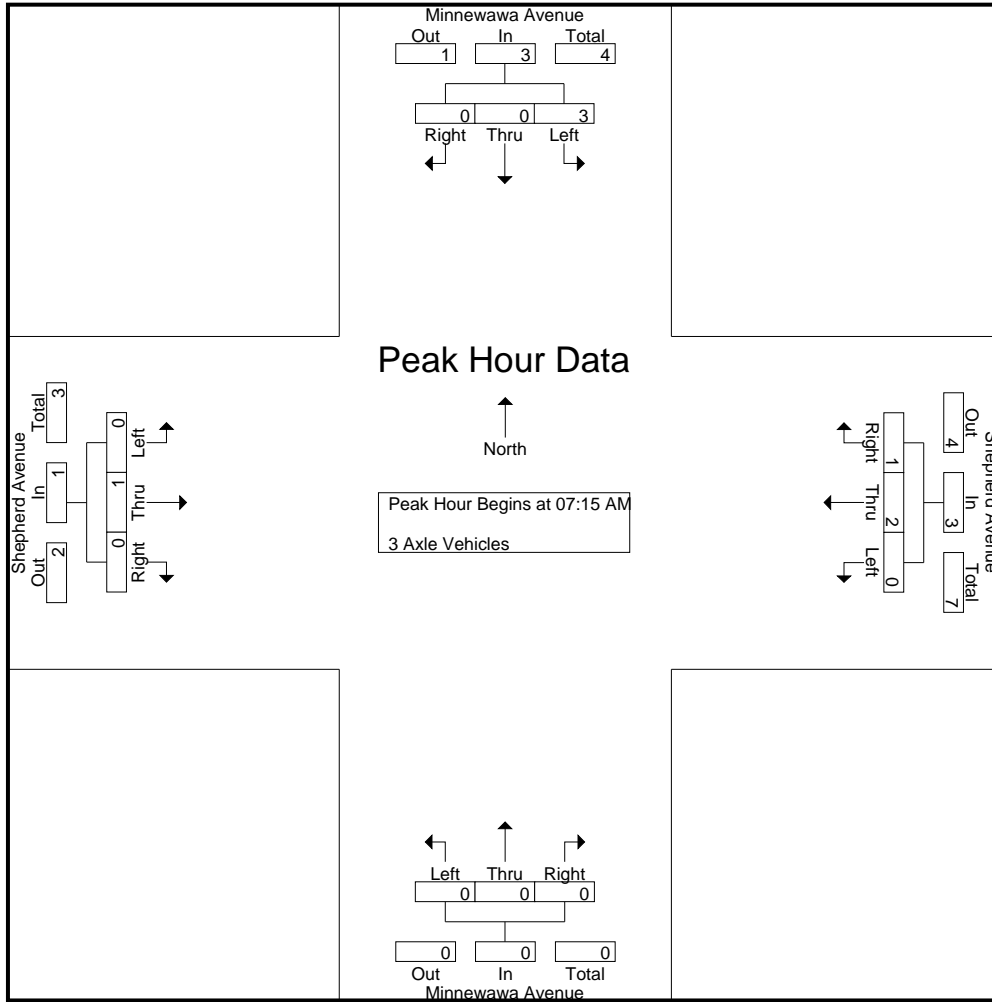 Minnewawa Avenue
Out In Total
1 3 4
0 0 3
Right Thru Left
Peak Hour Data
North
Peak Hour Begins at 07:15 AM
3 Axle Vehicles
Shepherd Avenue
Out In Total
2 1 3
Left Thru Right
0 1 0
Shepherd Avenue
Out In Total
4 3 7
Right Thru Left
1 2 0
Left Thru Right
0 0 0
0 0 0
Out In Total
Minnewawa Avenue